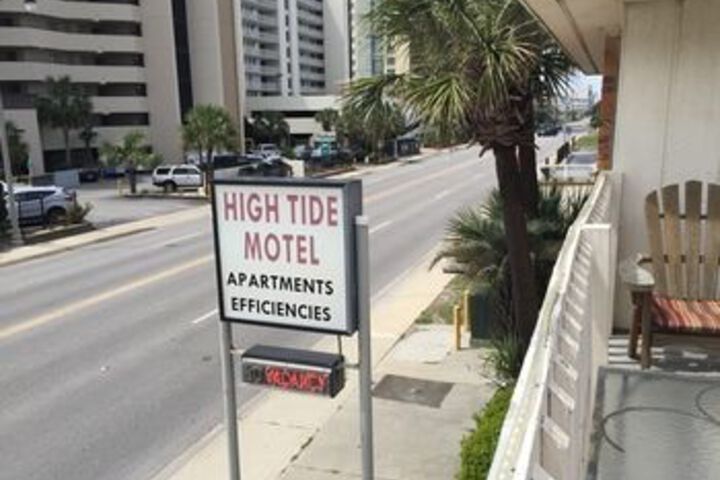 HIGH TIDE
MOTEL
APARTMENTS
EFFICIENCIES
VACANCY